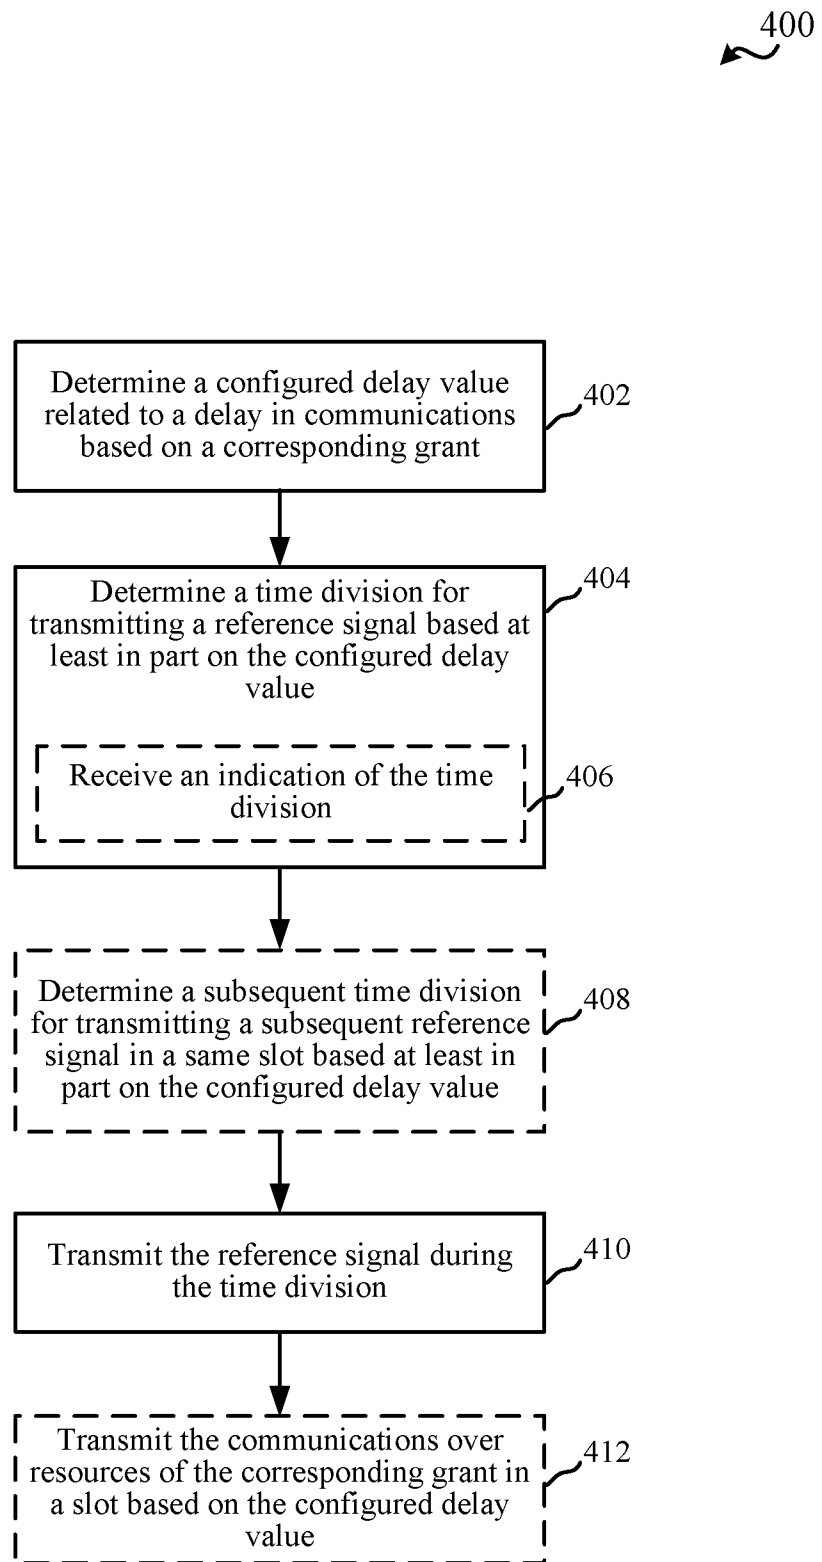 400
Determine a configured delay value
related to a delay in communications
based on a corresponding grant
402
Determine a time division for
transmitting a reference signal based at
least in part on the configured delay
value
404
Receive an indication of the time
division
406
Determine a subsequent time division
for transmitting a subsequent reference
signal in a same slot based at least in
part on the configured delay value
408
Transmit the reference signal during
the time division
410
Transmit the communications over
resources of the corresponding grant in
a slot based on the configured delay
value
412